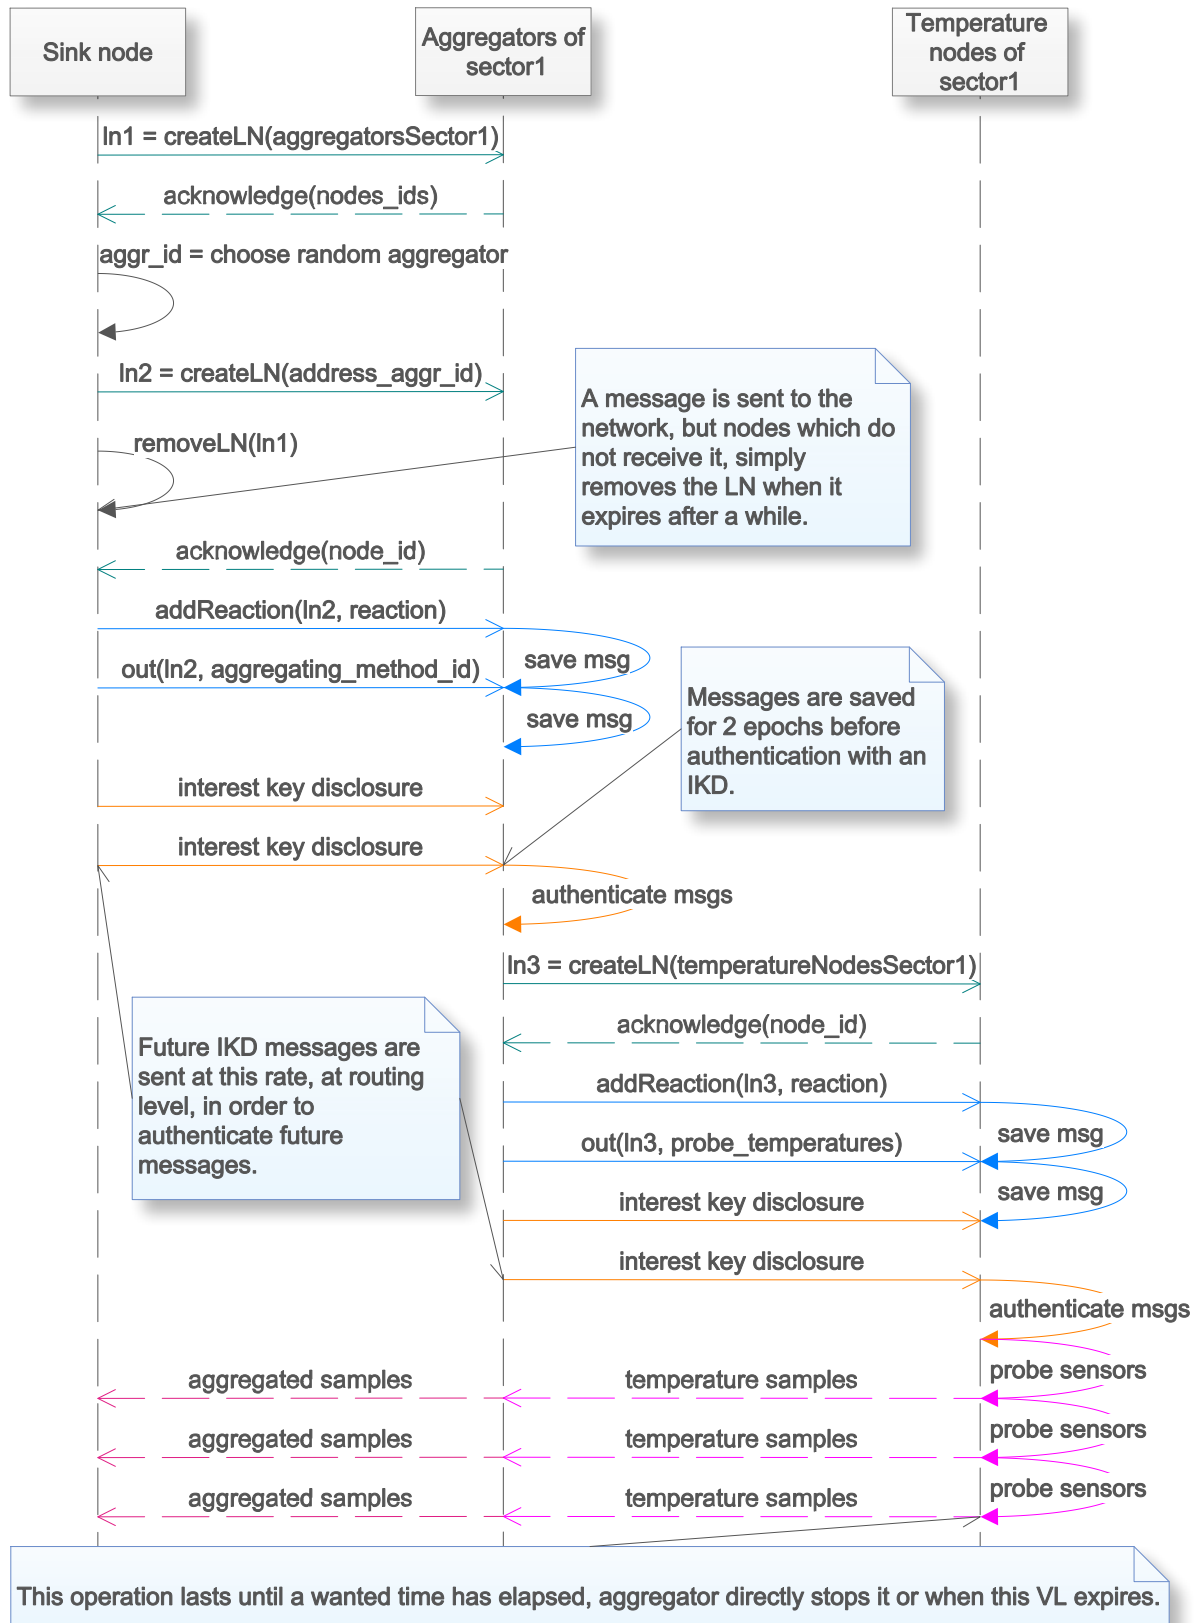 Sink node
Aggregators of
sector1
Temperature
nodes of
sector1
ln1 = createLN(aggregatorsSector1)
acknowledge(nodes_ids)
aggr_id = choose random aggregator
ln2 = createLN(address_aggr_id)
A message is sent to the
network, but nodes which do
not receive it, simply
removes the LN when it
expires after a while.
removeLN(ln1)
acknowledge(node_id)
addReaction(ln2, reaction)
save msg
out(ln2, aggregating_method_id)
save msg
Messages are saved
for 2 epochs before
authentication with an
IKD.
interest key disclosure
interest key disclosure
authenticate msgs
ln3 = createLN(temperatureNodesSector1)
acknowledge(node_id)
Future IKD messages are
sent at this rate, at routing
level, in order to
authenticate future
messages.
addReaction(ln3, reaction)
save msg
out(ln3, probe_temperatures)
save msg
interest key disclosure
interest key disclosure
authenticate msgs
probe sensors
aggregated samples
temperature samples
probe sensors
aggregated samples
temperature samples
probe sensors
aggregated samples
temperature samples
This operation lasts until a wanted time has elapsed, aggregator directly stops it or when this VL expires.